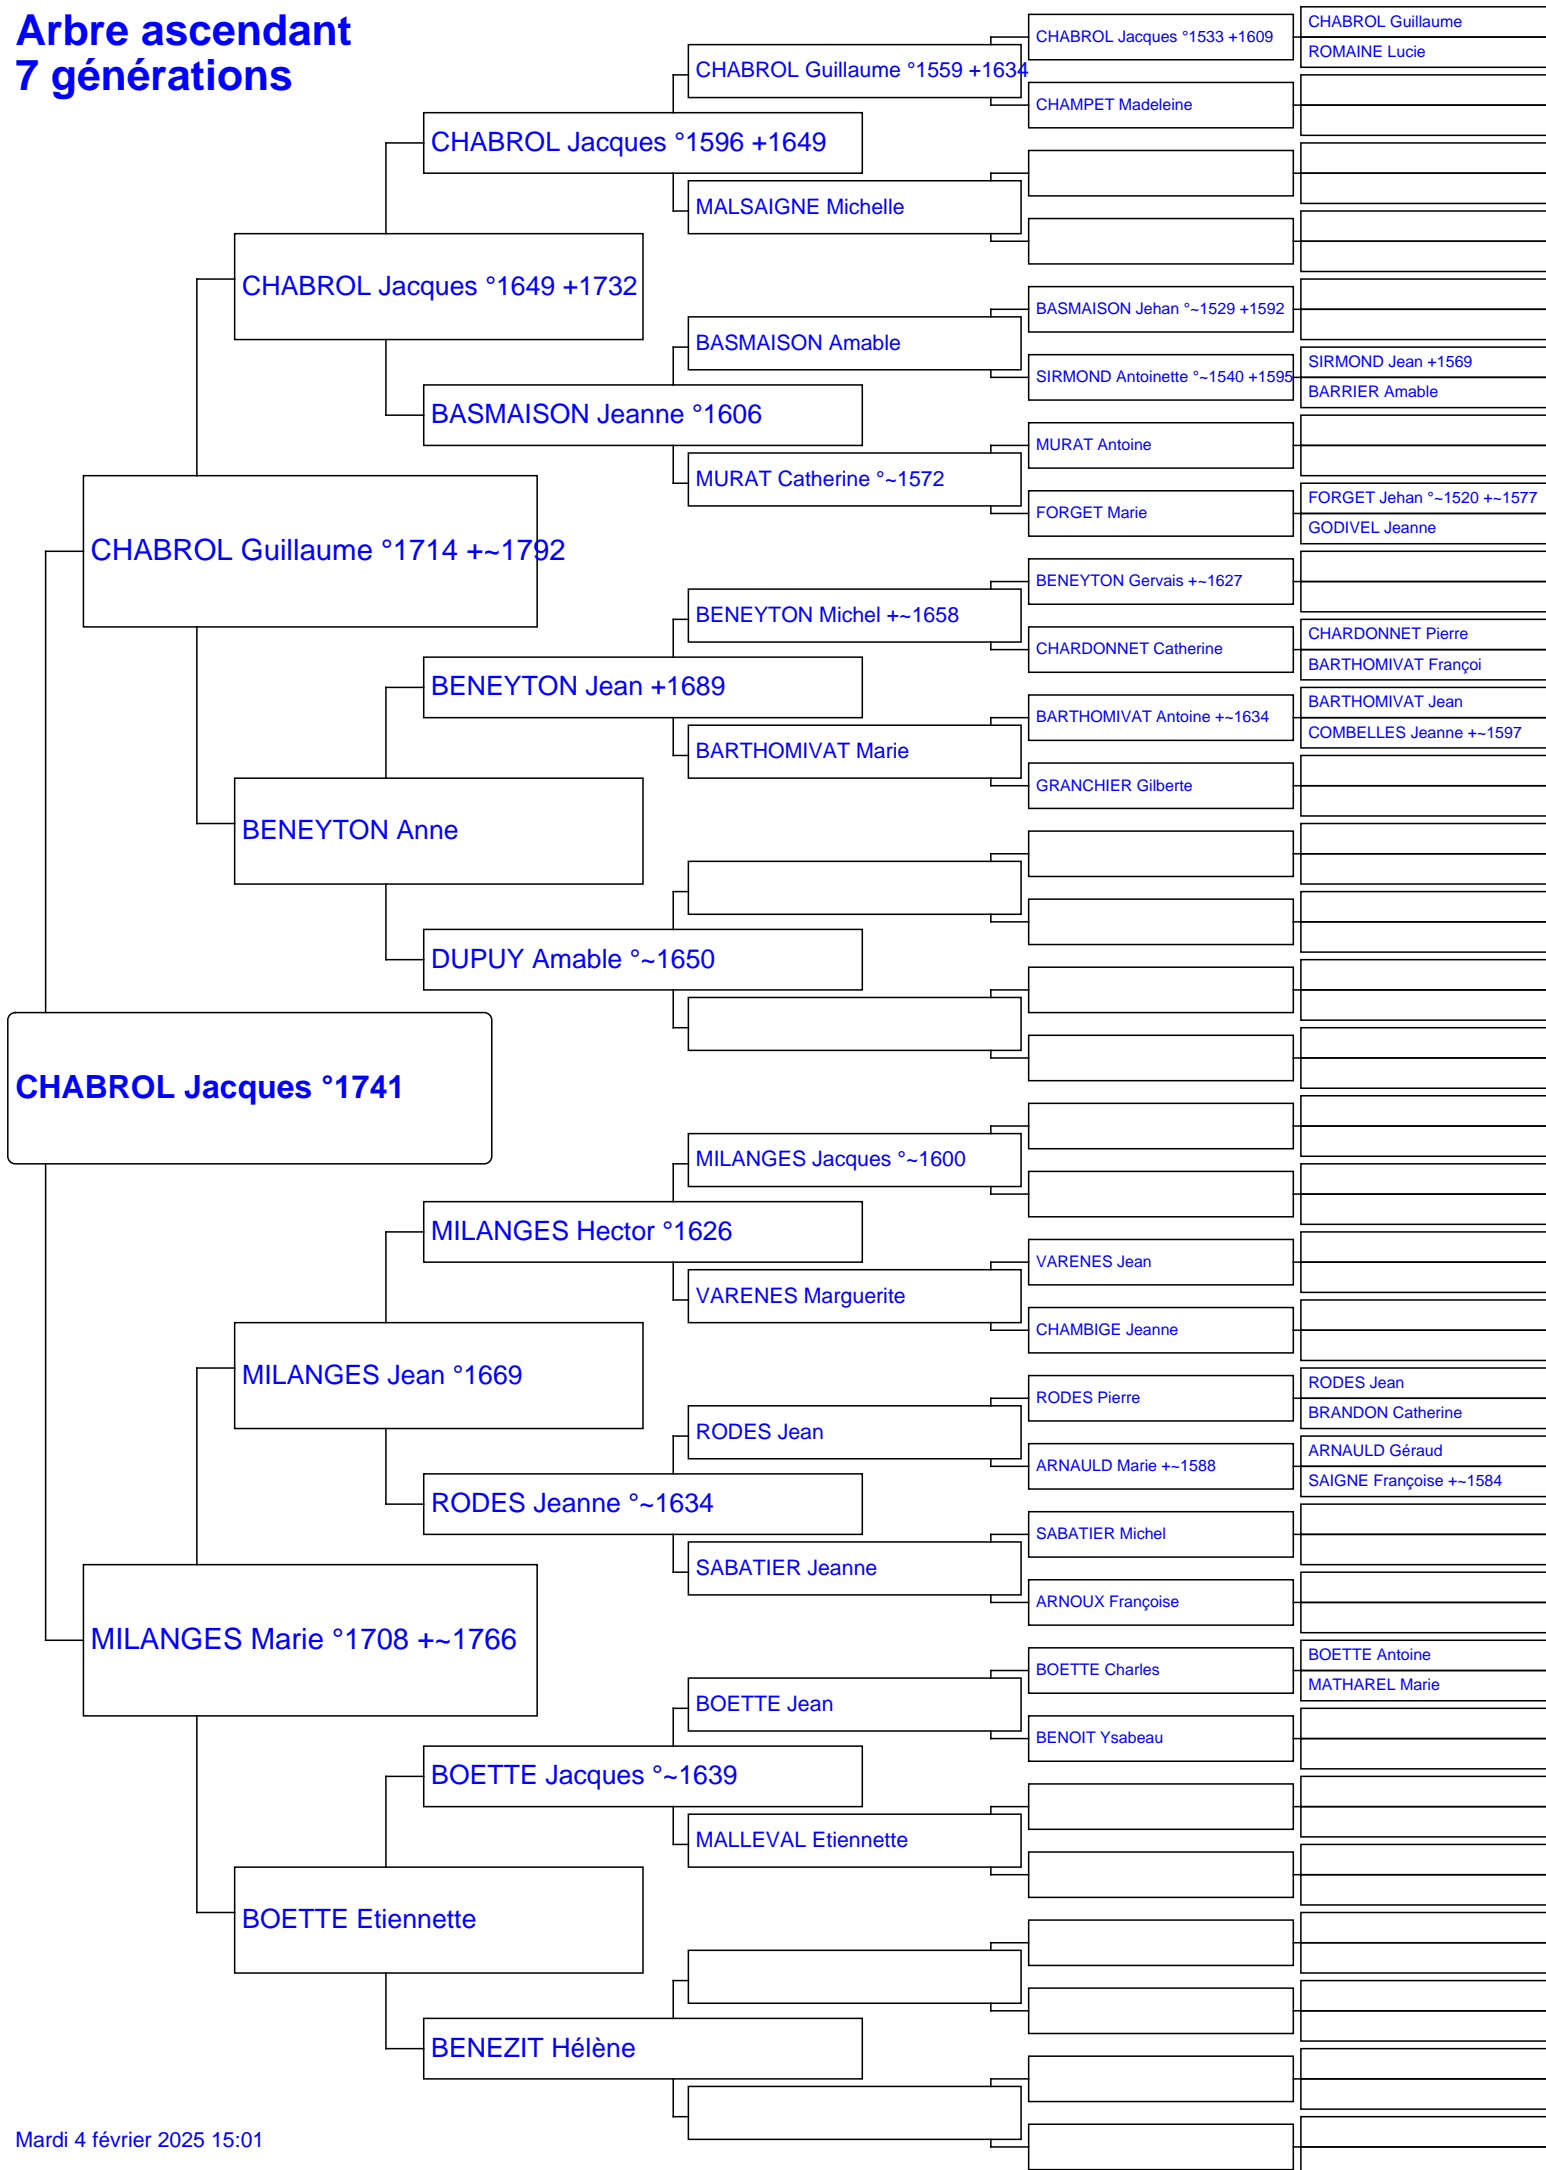 Arbre ascendant
7 générations
CHABROL Jacques °1741
CHABROL Guillaume °1714 +~1792
MILANGES Marie °1708 +~1766
CHABROL Jacques °1649 +1732
BENEYTON Anne
MILANGES Jean °1669
BOETTE Etiennette
CHABROL Jacques °1596 +1649
BASMAISON Jeanne °1606
BENEYTON Jean +1689
DUPUY Amable °~1650
MILANGES Hector °1626
RODES Jeanne °~1634
BOETTE Jacques °~1639
BENEZIT Hélène
CHABROL Guillaume °1559 +1634
MALSAIGNE Michelle
BASMAISON Amable
MURAT Catherine °~1572
BENEYTON Michel +~1658
BARTHOMIVAT Marie
MILANGES Jacques °~1600
VARENES Marguerite
RODES Jean
SABATIER Jeanne
BOETTE Jean
MALLEVAL Etiennette
CHABROL Jacques °1533 +1609
CHAMPET Madeleine
BASMAISON Jehan °~1529 +1592
SIRMOND Antoinette °~1540 +1595
MURAT Antoine
FORGET Marie
BENEYTON Gervais +~1627
CHARDONNET Catherine
BARTHOMIVAT Antoine +~1634
GRANCHIER Gilberte
VARENES Jean
CHAMBIGE Jeanne
RODES Pierre
ARNAULD Marie +~1588
SABATIER Michel
ARNOUX Françoise
BOETTE Charles
BENOIT Ysabeau
CHABROL Guillaume
ROMAINE Lucie
SIRMOND Jean +1569
BARRIER Amable
FORGET Jehan °~1520 +~1577
GODIVEL Jeanne
CHARDONNET Pierre
BARTHOMIVAT Françoi
BARTHOMIVAT Jean
COMBELLES Jeanne +~1597
RODES Jean
BRANDON Catherine
ARNAULD Géraud
SAIGNE Françoise +~1584
BOETTE Antoine
MATHAREL Marie
Mardi 4 février 2025 15:01